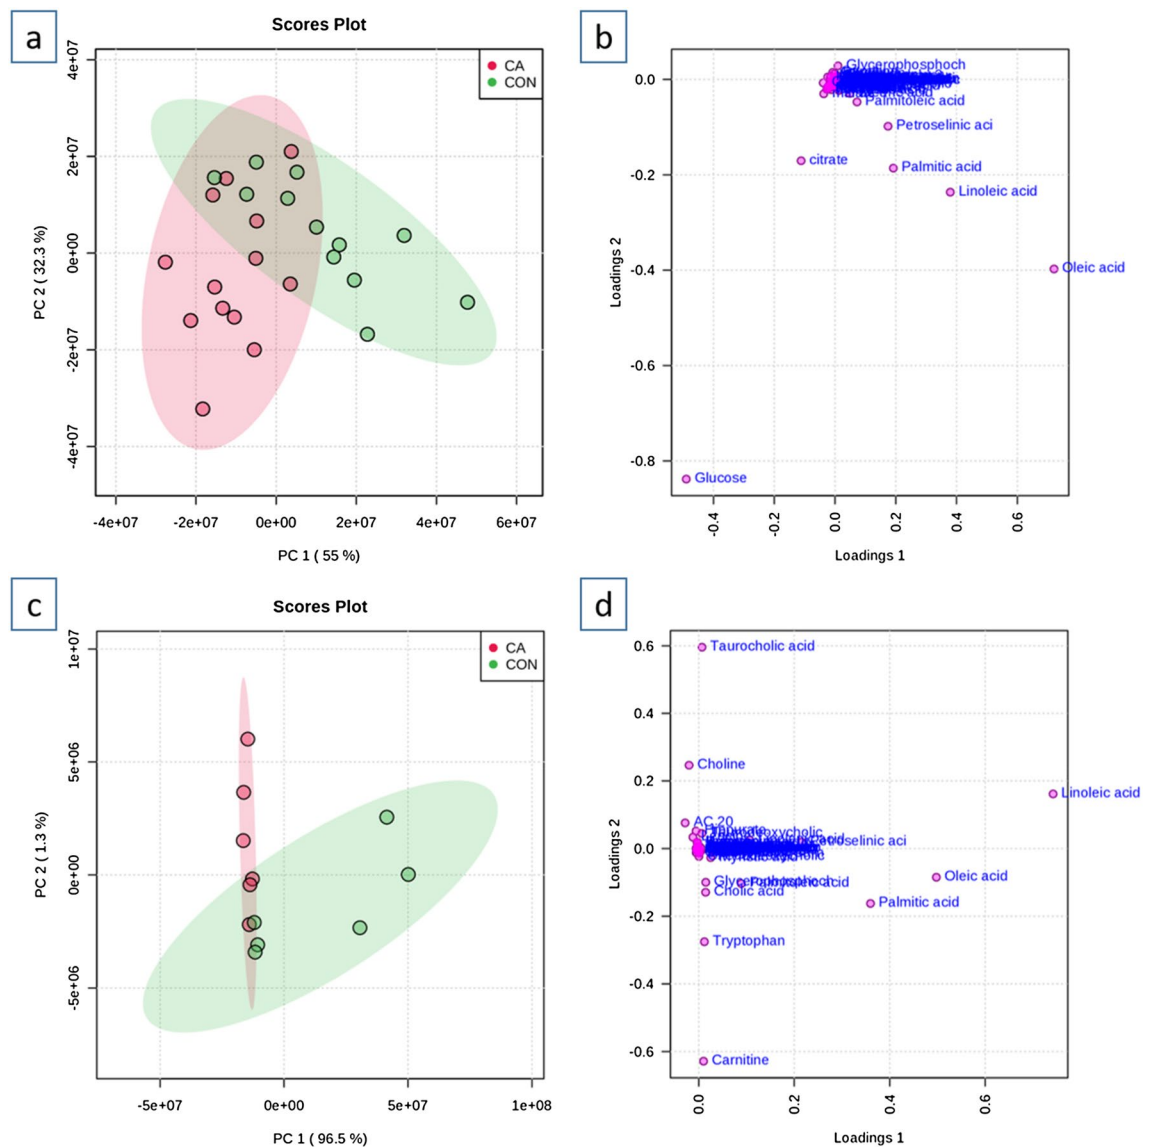 a
Scores Plot
CA
CON
4e+07
2e+07
0e+00
-2e+07
-4e+07
PC 2 ( 32.3 %)
-4e+07 -2e+07 0e+00 2e+07 4e+07 6e+07
PC 1 ( 55 %)
b
0.0
-0.2
-0.4
-0.6
-0.8
Loadings 2
Glycerophosphoch
Palmitoleic acid
Petroselinic aci
citrate
Palmitic acid
Linoleic acid
Oleic acid
Glucose
-0.4 -0.2 0.0 0.2 0.4 0.6
Loadings 1
c
Scores Plot
CA
CON
1e+07
5e+06
0e+00
-5e+06
PC 2 ( 1.3 %)
-5e+07 0e+00 5e+07 1e+08
PC 1 ( 96.5 %)
d
0.6
0.4
0.2
0.0
-0.2
-0.4
-0.6
Loadings 2
Taurocholic acid
Choline
Linoleic acid
AC 20
Oleic acid
Cholic acid
Palmitic acid
Tryptophan
Carnitine
0.0 0.2 0.4 0.6
Loadings 1